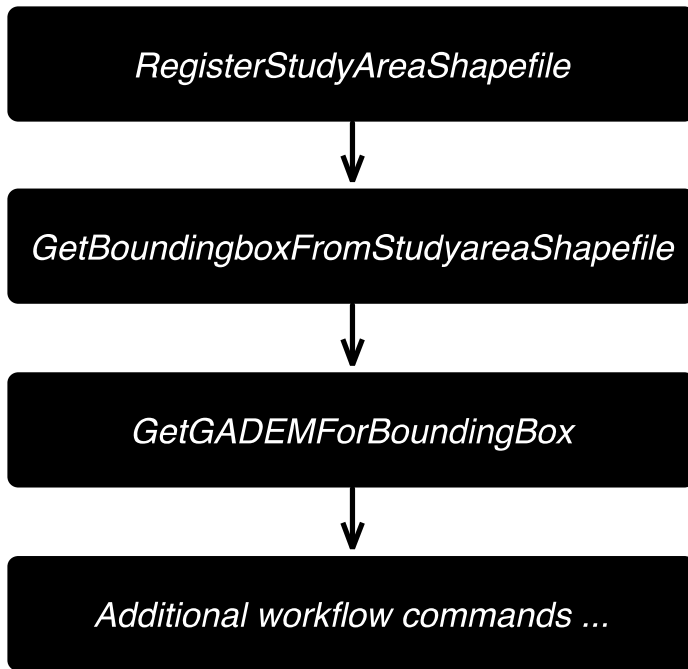 RegisterStudyAreaShapefile
GetBoundingboxFromStudyareaShapefile
GetGADEMForBoundingBox
Additional workflow commands ...